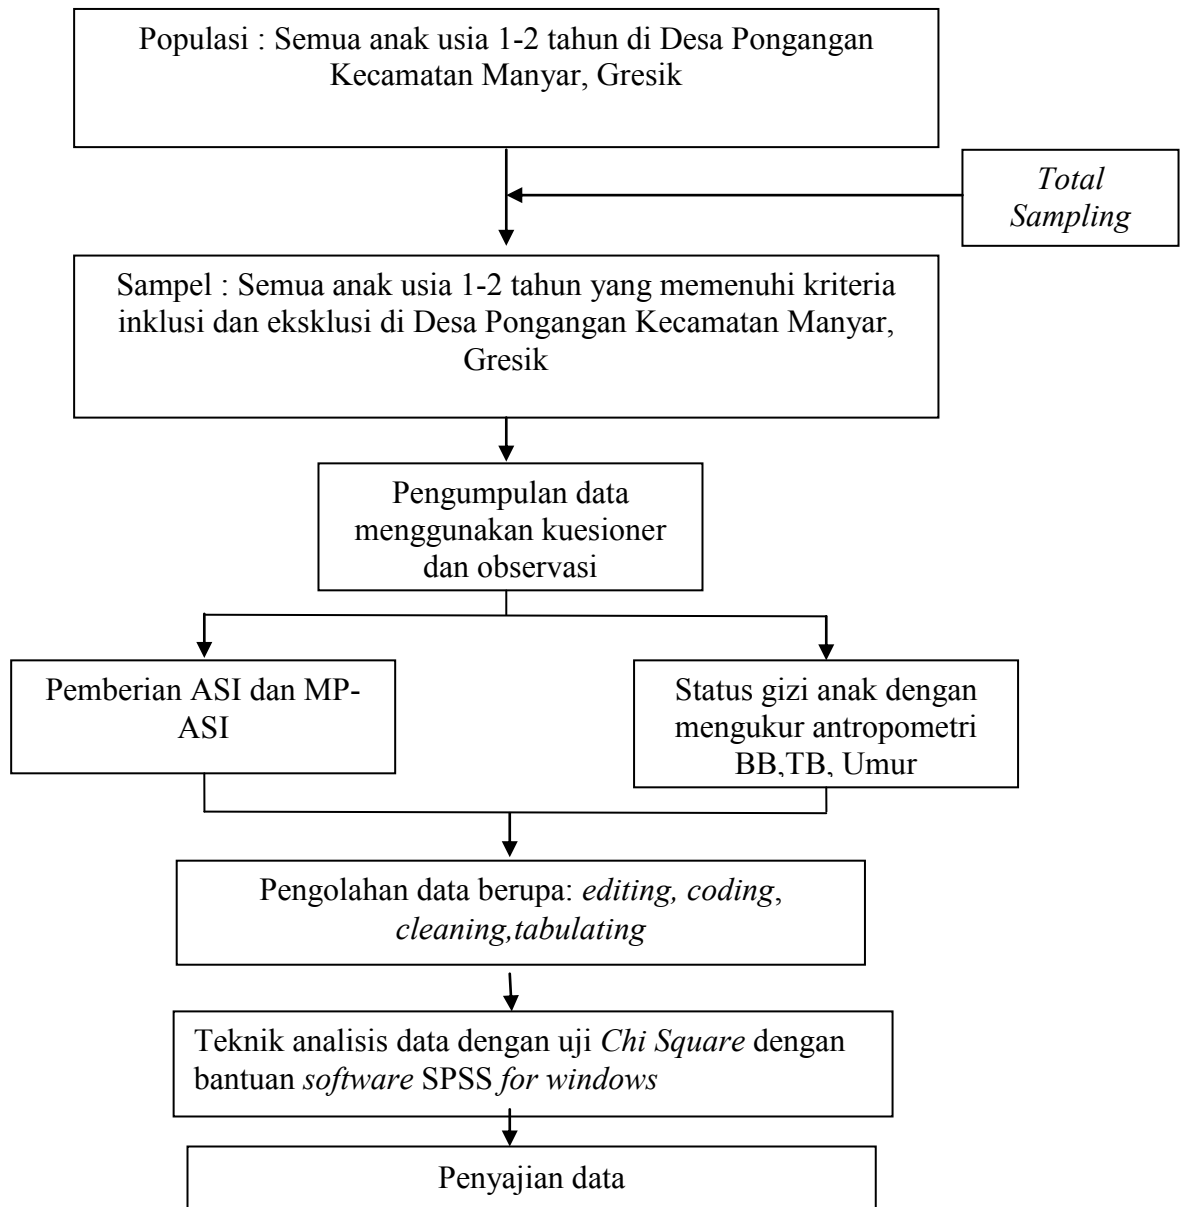 Populasi : Semua anak usia 1-2 tahun di Desa Pongangan
Kecamatan Manyar, Gresik
Total
Sampling
Sampel : Semua anak usia 1-2 tahun yang memenuhi kriteria
inklusi dan eksklusi di Desa Pongangan Kecamatan Manyar,
Gresik
Pengumpulan data
menggunakan kuesioner
dan observasi
Pemberian ASI dan MP-
ASI
Status gizi anak dengan
mengukur antropometri
BB,TB, Umur
Pengolahan data berupa: editing, coding,
cleaning,tabulating
Teknik analisis data dengan uji Chi Square dengan
bantuan software SPSS for windows
Penyajian data